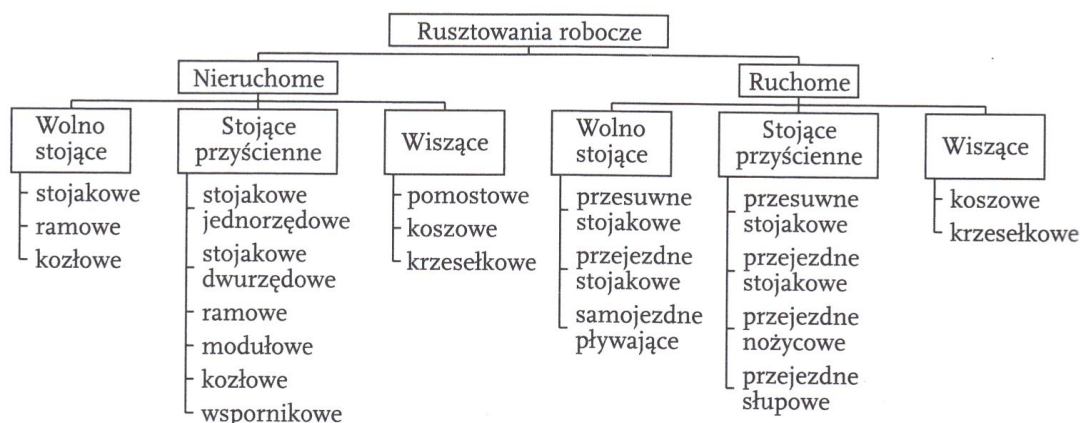 Rusztowania robocze
Nieruchome
Wolno
stojące
stojakowe
ramowe
kozłowe
Stojące
przyścienne
stojakowe
jednorzędowe
stojakowe
dwurzędowe
ramowe
modułowe
kozłowe
wspornikowe
Wiszące
pomostowe
koszowe
krzesełkowe
Ruchome
Wolno
stojące
przesuwne
stojakowe
przejezdne
stojakowe
samojezdne
pływające
Stojące
przyścienne
przesuwne
stojakowe
przejezdne
stojakowe
przejezdne
nożycowe
przejezdne
słupowe
Wiszące
koszowe
krzesełkowe